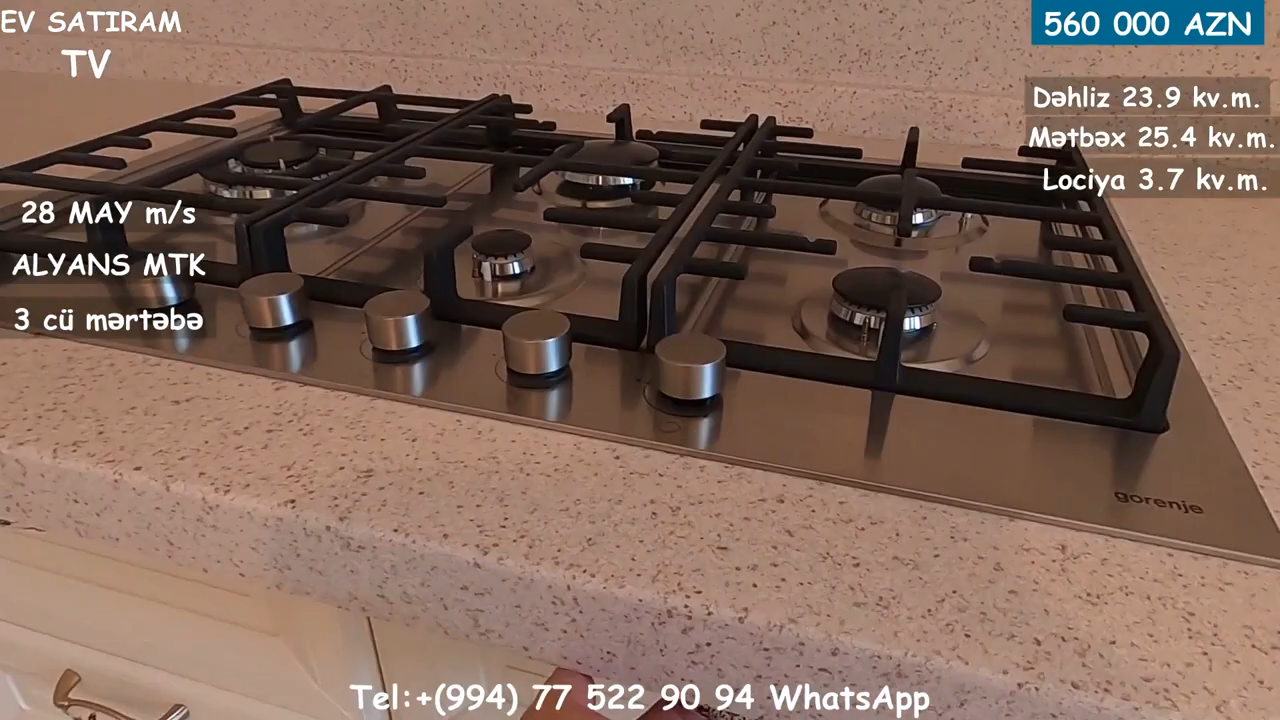 EV SATIRAM
TV
560 000 AZN
Dəhliz 23.9 kv.m.
Mətbəx 25.4 kv.m.
Lociya 3.7 kv.m.
28 MAY m/s
ALYANS MTK
3 cü mərtəbə
gorenje
Tel:+(994) 77 522 90 94 WhatsApp